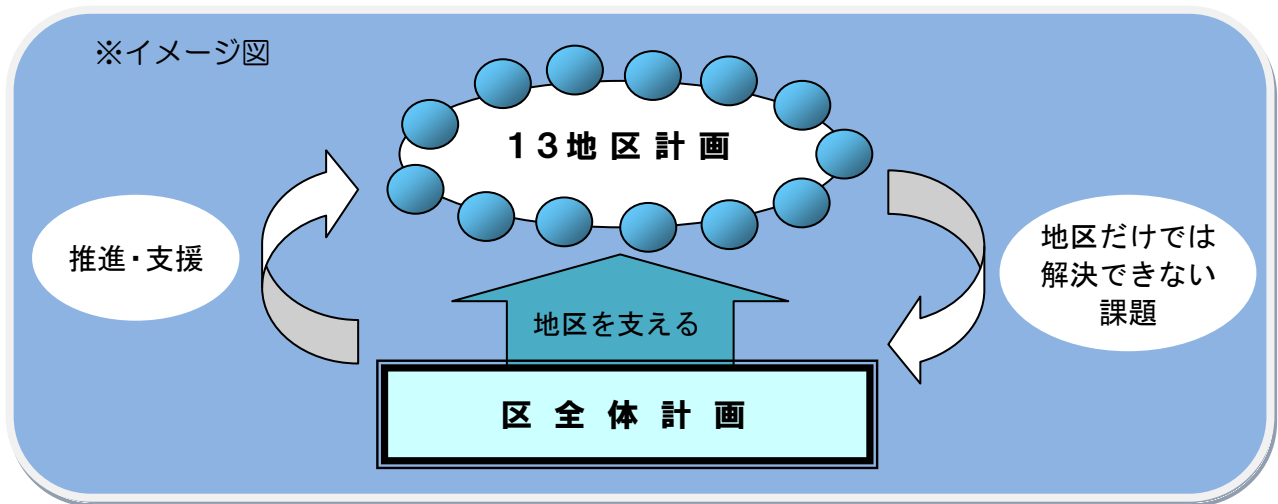 ※イメージ図
13地区計画
推進・支援
地区だけでは
解決できない
課題
地区を支える
区全体計画